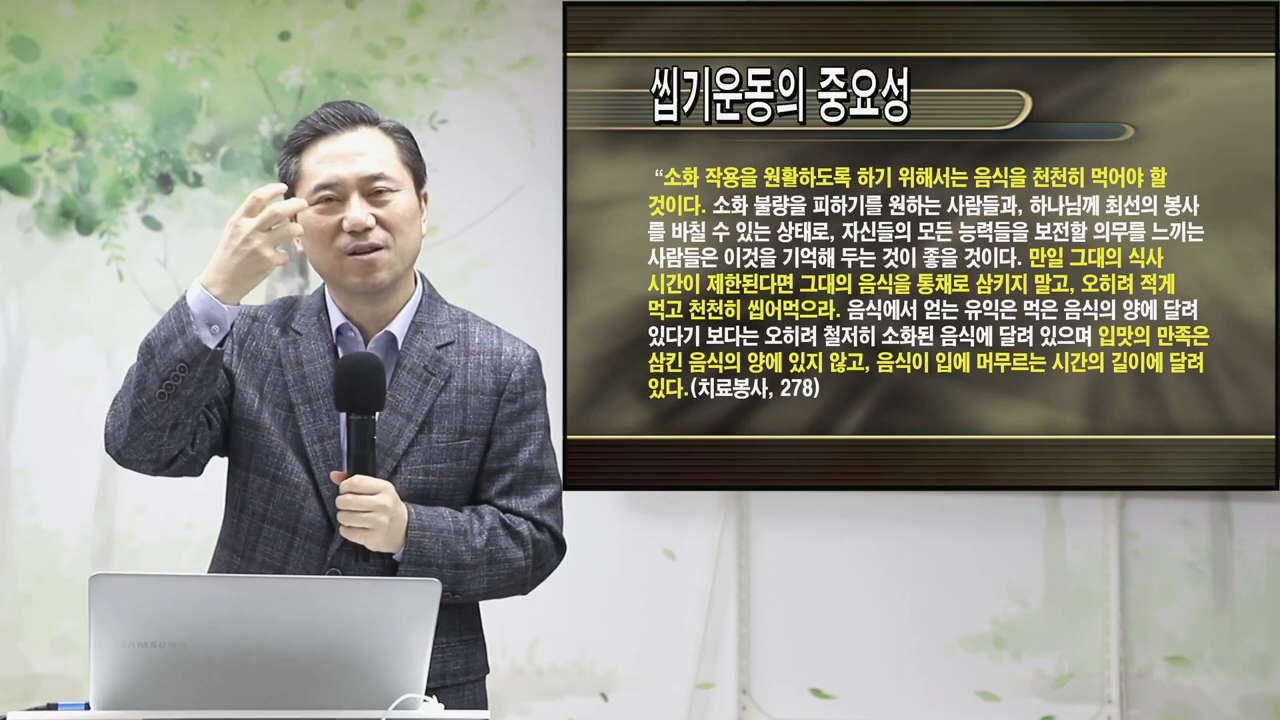 씹기운동의 중요성
“소화 작용을 원활하도록 하기 위해서는 음식을 천천히 먹어야 할
것이다. 소화 불량을 피하기를 원하는 사람들과, 하나님께 최선의 봉사
를 바칠 수 있는 상태로, 자신들의 모든 능력들을 보전할 의무를 느끼는
사람들은 이것을 기억해 두는 것이 좋을 것이다. 만일 그대의 식사
시간이 제한된다면 그대의 음식을 통채로 삼키지 말고, 오히려 적게
먹고 천천히 씹어먹으라. 음식에서 얻는 유익은 먹은 음식의 양에 달려
있다기 보다는 오히려 철저히 소화된 음식에 달려 있으며 입맛의 만족은
삼킨 음식의 양에 있지 않고, 음식이 입에 머무르는 시간의 길이에 달려
있다.(치료봉사, 278)
SAMSUNG